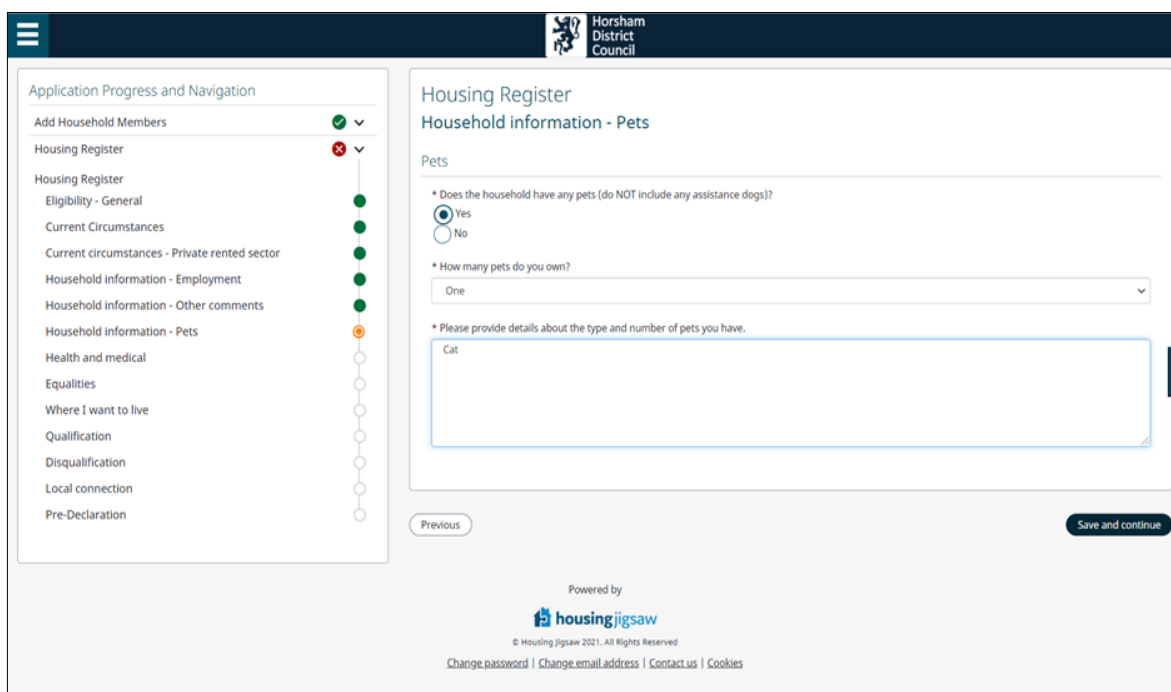 Horsham
District
Council
Application Progress and Navigation
Add Household Members
Housing Register
Housing Register
Eligibility - General
Current Circumstances
Current circumstances - Private rented sector
Household information - Employment
Household information - Other comments
Household information - Pets
Health and medical
Equalities
Where I want to live
Qualification
Disqualification
Local connection
Pre-Declaration
Housing Register
Household information - Pets
Pets
* Does the household have any pets (do NOT include any assistance dogs)?
Yes
No
* How many pets do you own?
One
* Please provide details about the type and number of pets you have.
Cat
Previous
Save and continue
Powered by
housingjigsaw
© Housing Jigsaw 2021. All Rights Reserved
Change password | Change email address | Contact us | Cookies